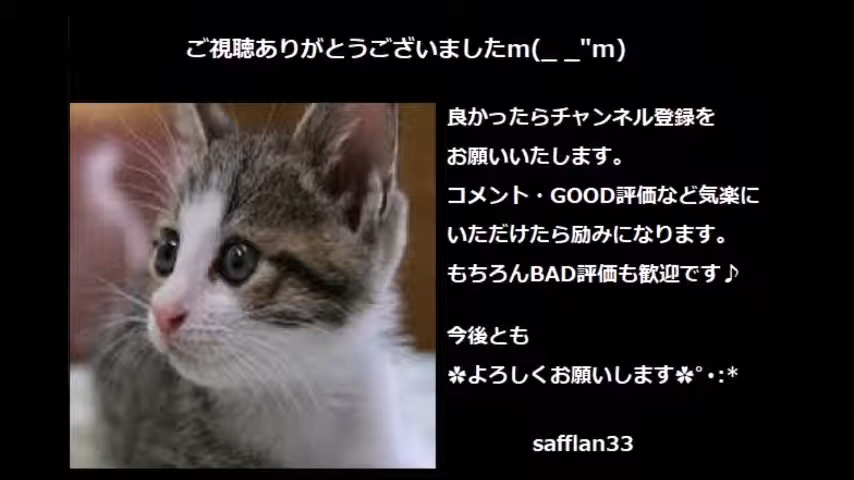 ご視聴ありがとうございましたm(_ _"m)
良かったらチャンネル登録を
お願いいたします。
コメント・GOOD評価など気楽に
いただけたら励みになります。
もちろんBAD評価も歓迎です♪
今後とも
✿よろしくお願いします✿°・:*
safflan33